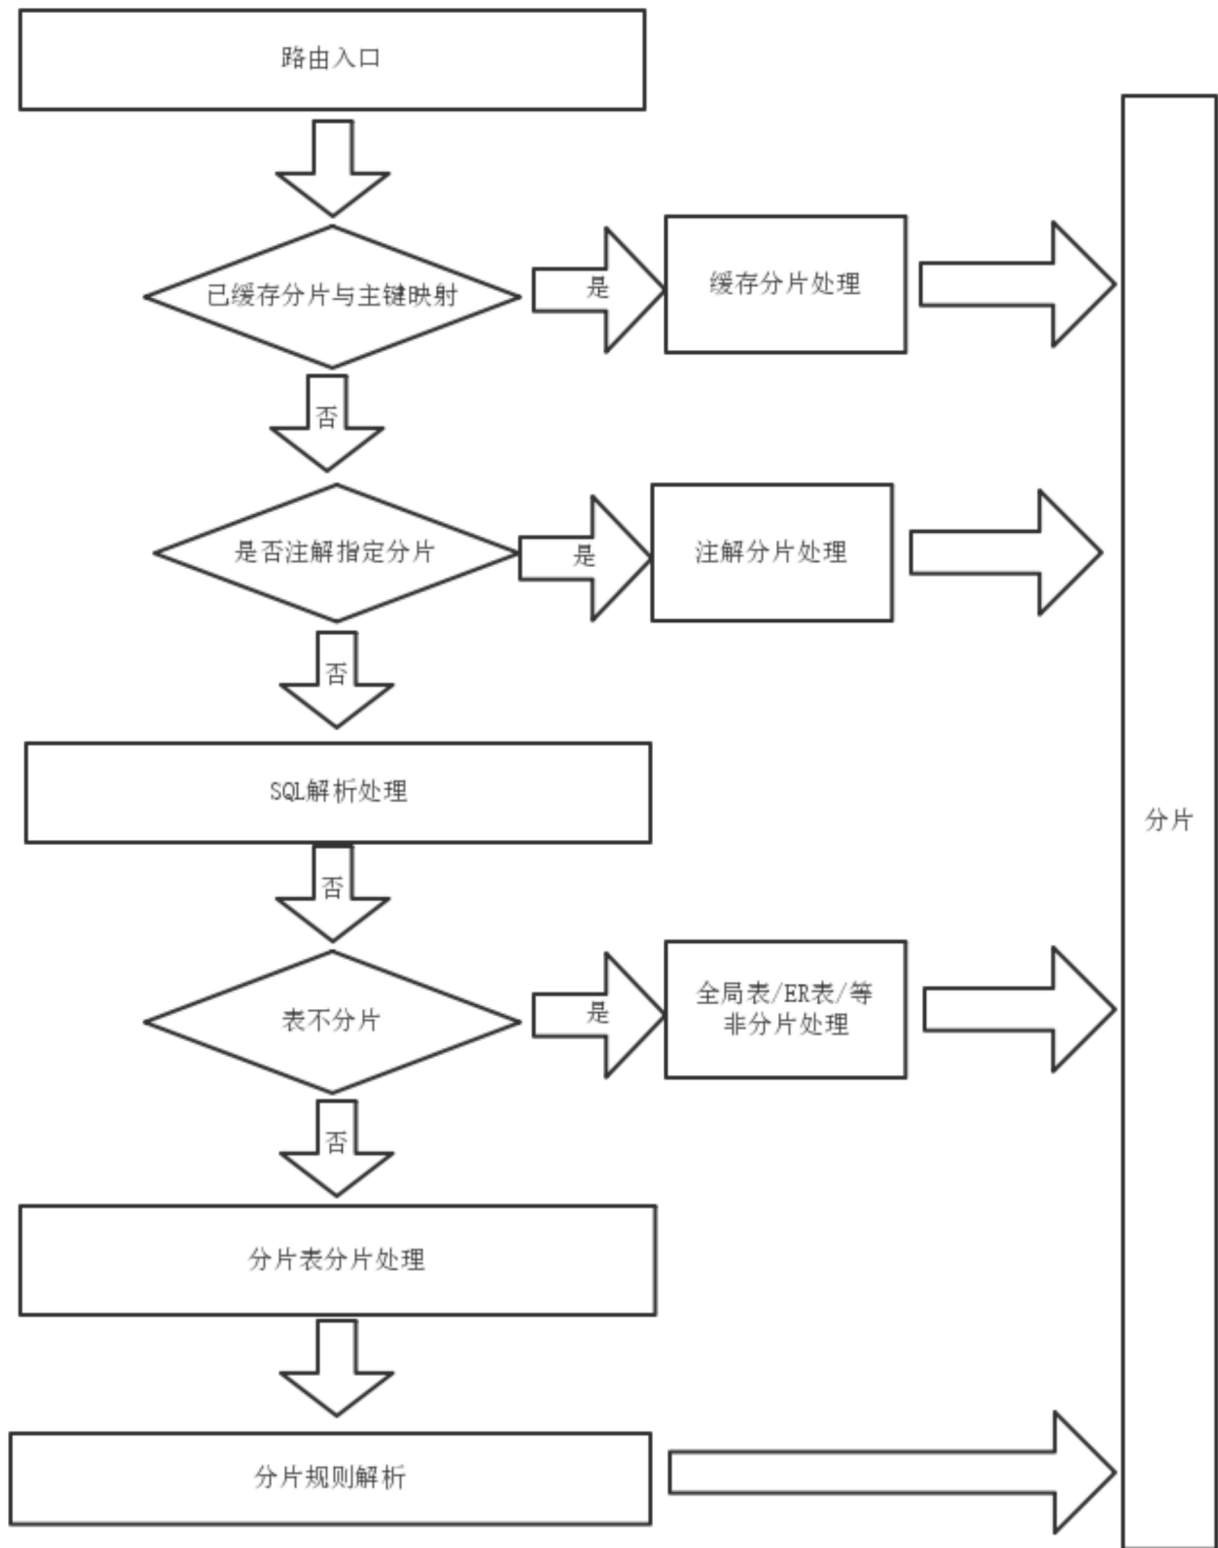 路由入口
已缓存分片与主键映射
是
缓存分片处理
否
是否注解指定分片
是
注解分片处理
否
SQL解析处理
分片
否
表不分片
是
全局表/ER表/等
非分片处理
否
分片表分片处理
分片规则解析